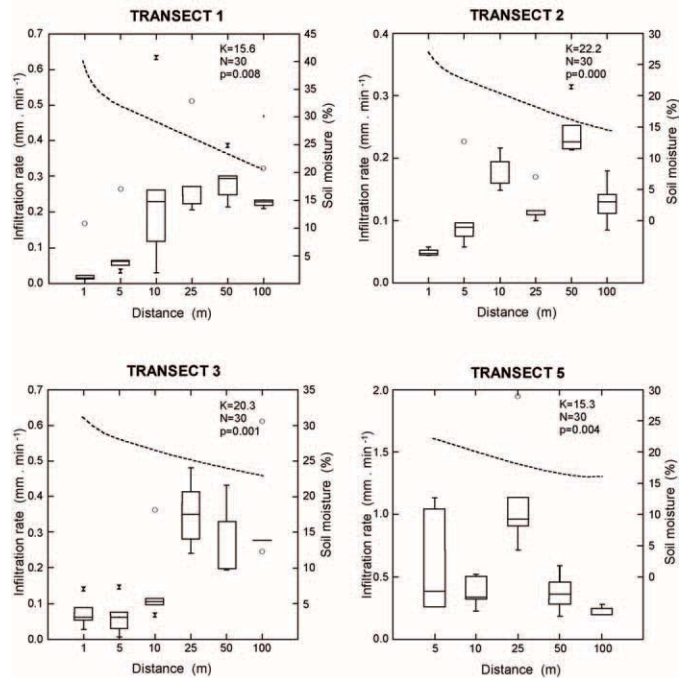 TRANSECT 1
K=15.6
N=30
p=0.008
Infiltration rate (mm . min⁻¹)
0.7
0.6
0.5
0.4
0.3
0.2
0.1
0.0
45
40
35
30
25
20
15
10
5
Soil moisture (%)
1 5 10 25 50 100
Distance (m)
TRANSECT 2
K=22.2
N=30
p=0.000
Infiltration rate (mm . min⁻¹)
0.4
0.3
0.2
0.1
0.0
30
25
20
15
10
5
0
Soil moisture (%)
1 5 10 25 50 100
Distance (m)
TRANSECT 3
K=20.3
N=30
p=0.001
Infiltration rate (mm . min⁻¹)
0.7
0.6
0.5
0.4
0.3
0.2
0.1
0.0
35
30
25
20
15
10
5
Soil moisture (%)
1 5 10 25 50 100
Distance (m)
TRANSECT 5
K=15.3
N=30
p=0.004
Infiltration rate (mm . min⁻¹)
2.0
1.5
1.0
0.5
0.0
30
25
20
15
10
5
0
Soil moisture (%)
5 10 25 50 100
Distance (m)